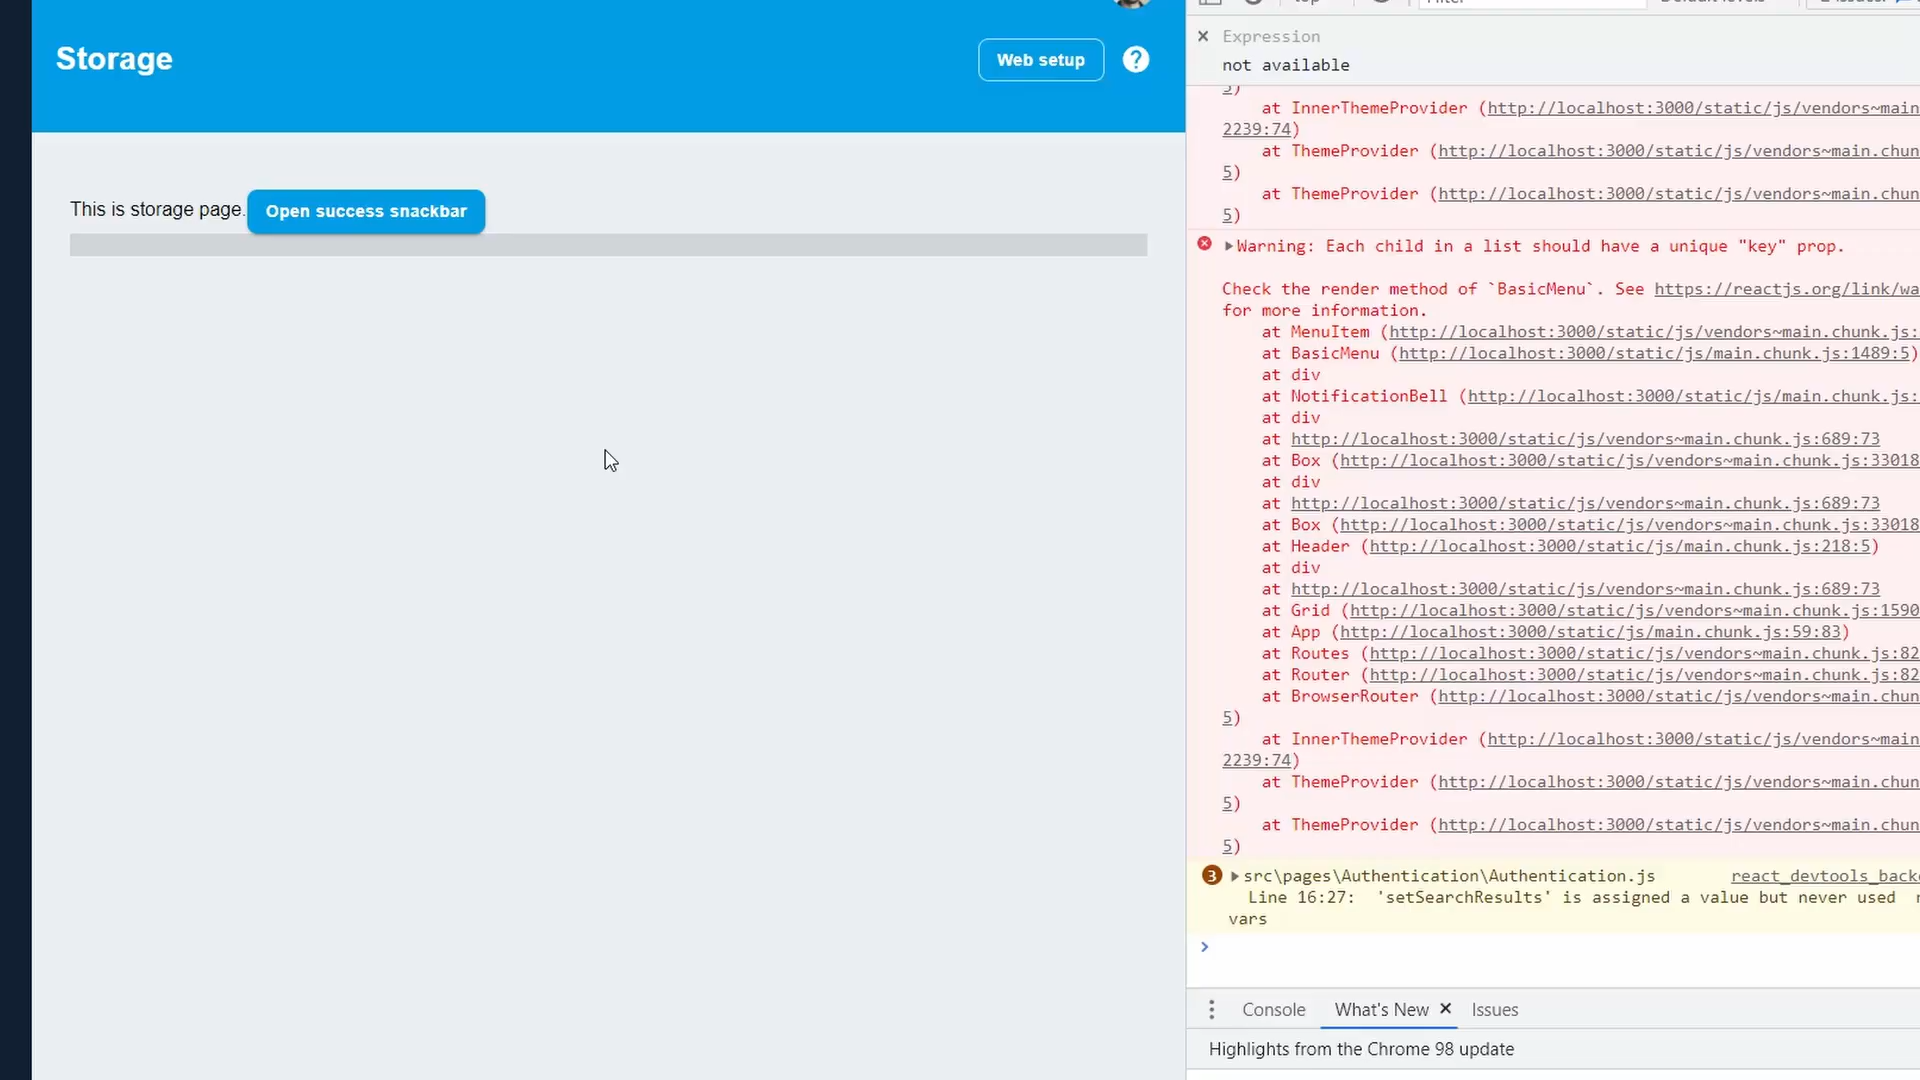 Storage
Web setup
?
This is storage page.
Open success snackbar
Expression
not available
5)
at InnerThemeProvider (http://localhost:3000/static/js/vendors~main
2239:74)
at ThemeProvider (http://localhost:3000/static/js/vendors~main.chun
5)
at ThemeProvider (http://localhost:3000/static/js/vendors~main.chun
5)
Warning: Each child in a list should have a unique "key" prop.
Check the render method of `BasicMenu`. See https://reactjs.org/link/wa
for more information.
at MenuItem (http://localhost:3000/static/js/vendors~main.chunk.js:
at BasicMenu (http://localhost:3000/static/js/main.chunk.js:1489:5)
at div
at NotificationBell (http://localhost:3000/static/js/main.chunk.js:
at div
at http://localhost:3000/static/js/vendors~main.chunk.js:689:73
at Box (http://localhost:3000/static/js/vendors~main.chunk.js:33018
at div
at http://localhost:3000/static/js/vendors~main.chunk.js:689:73
at Box (http://localhost:3000/static/js/vendors~main.chunk.js:33018
at Header (http://localhost:3000/static/js/main.chunk.js:218:5)
at div
at http://localhost:3000/static/js/vendors~main.chunk.js:689:73
at Grid (http://localhost:3000/static/js/vendors~main.chunk.js:1590
at App (http://localhost:3000/static/js/main.chunk.js:59:83)
at Routes (http://localhost:3000/static/js/vendors~main.chunk.js:82
at Router (http://localhost:3000/static/js/vendors~main.chunk.js:82
at BrowserRouter (http://localhost:3000/static/js/vendors~main.chun
5)
at InnerThemeProvider (http://localhost:3000/static/js/vendors~main
2239:74)
at ThemeProvider (http://localhost:3000/static/js/vendors~main.chun
5)
at ThemeProvider (http://localhost:3000/static/js/vendors~main.chun
5)
3 src\pages\Authentication\Authentication.js react_devtools_back
Line 16:27: 'setSearchResults' is assigned a value but never used
vars
Console What's New Issues
Highlights from the Chrome 98 update